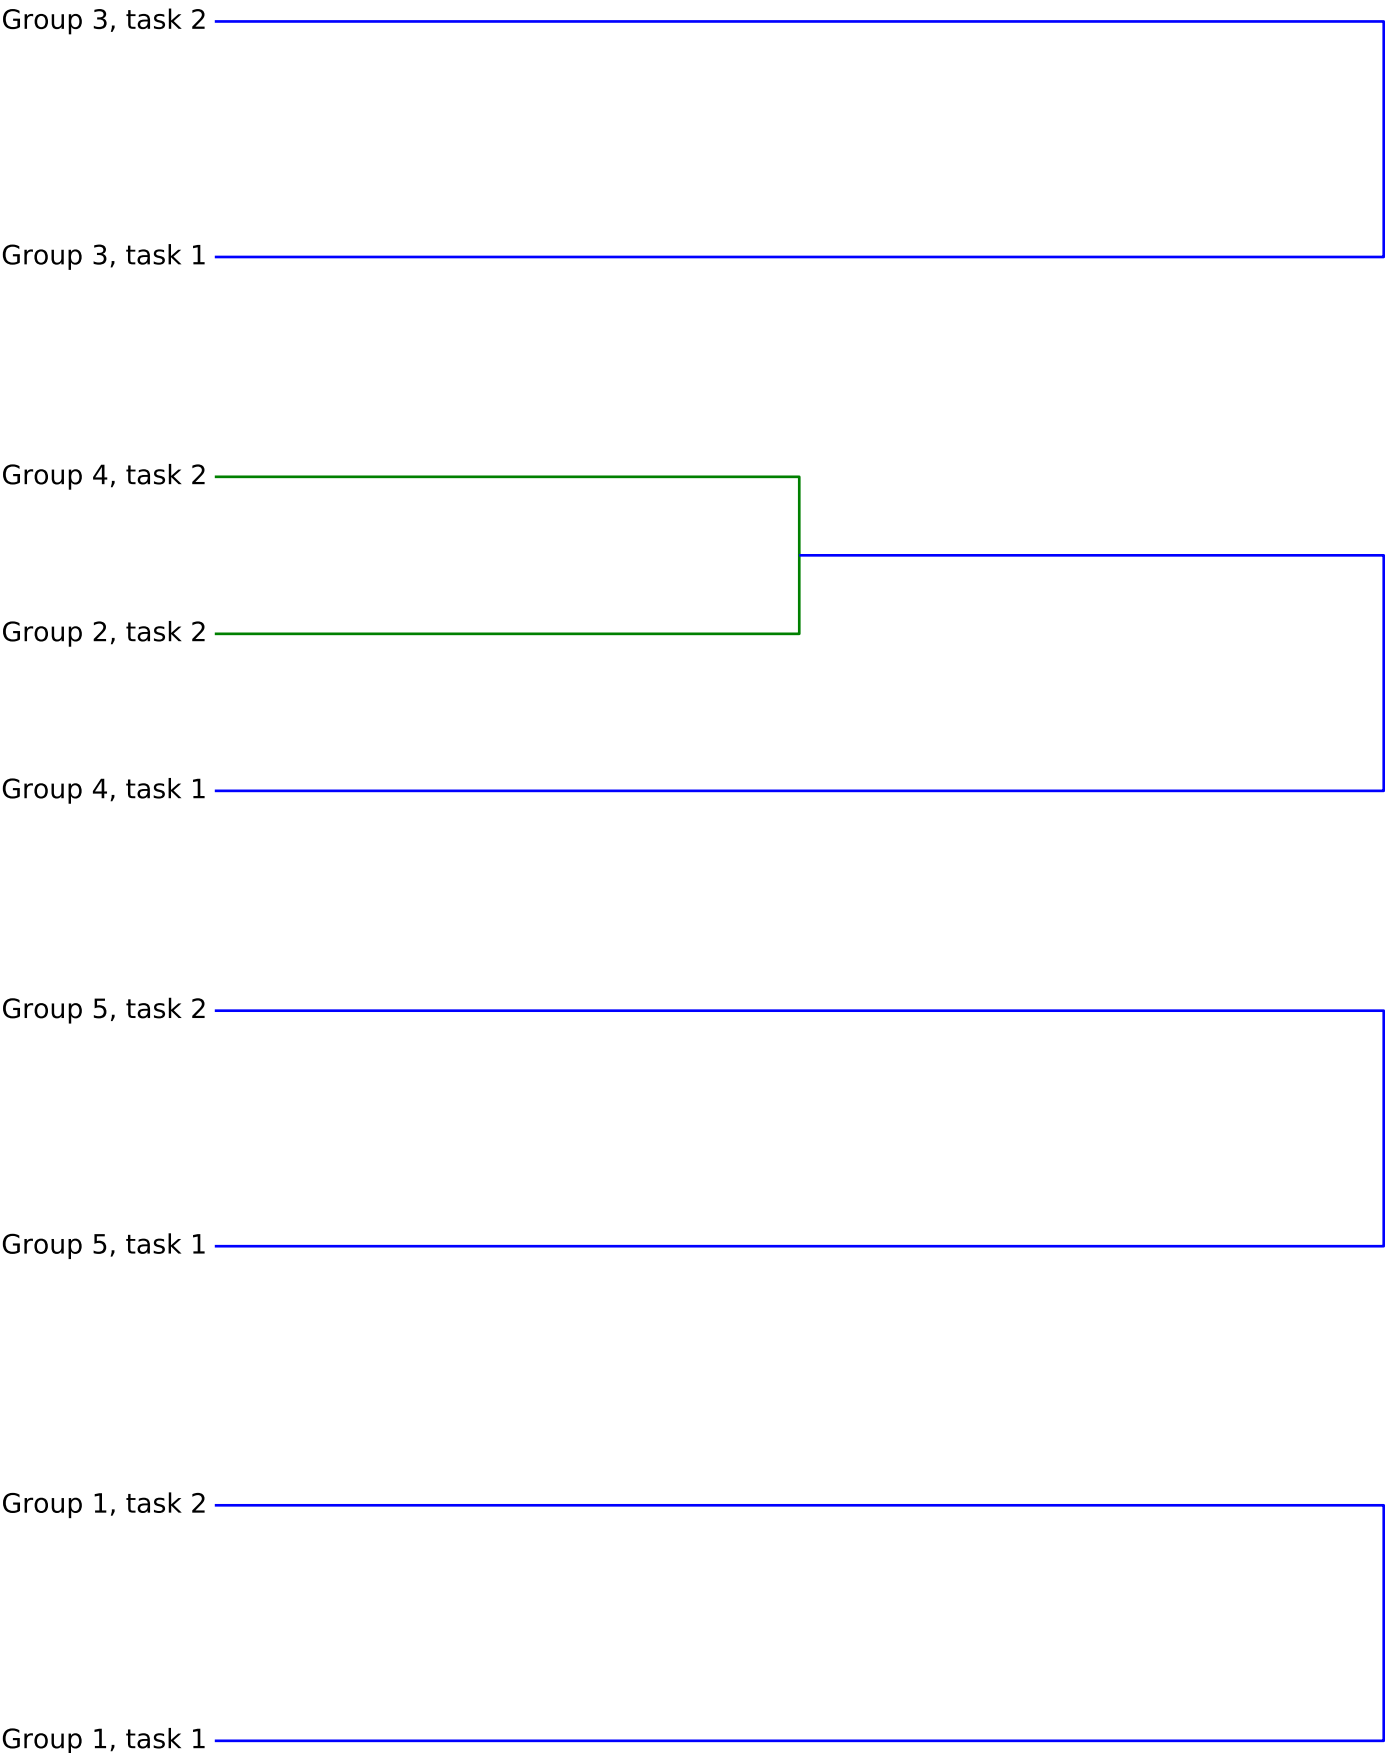 Group 3, task 2
Group 3, task 1
Group 4, task 2
Group 2, task 2
Group 4, task 1
Group 5, task 2
Group 5, task 1
Group 1, task 2
Group 1, task 1